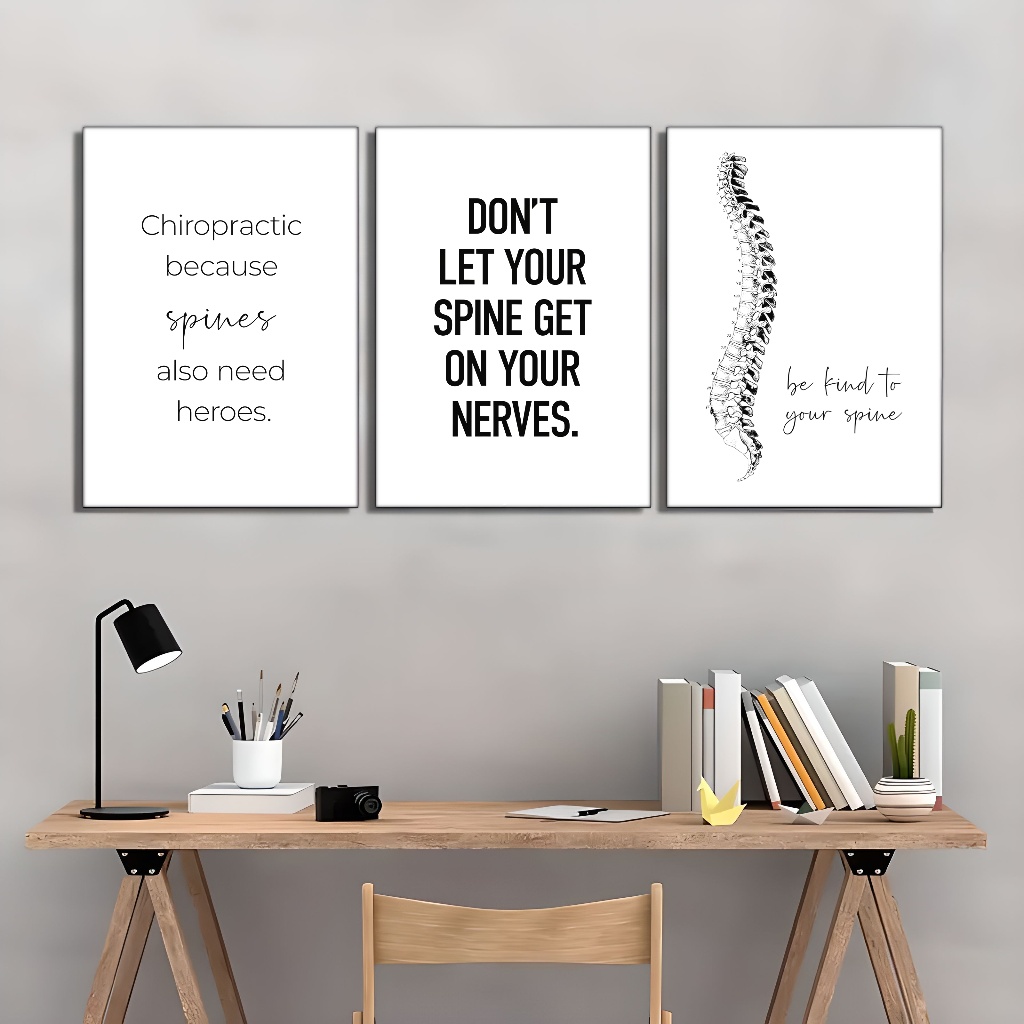 Chiropractic
because
spines
also need
heroes.
DON'T
LET YOUR
SPINE GET
ON YOUR
NERVES.
be kind to
your spine